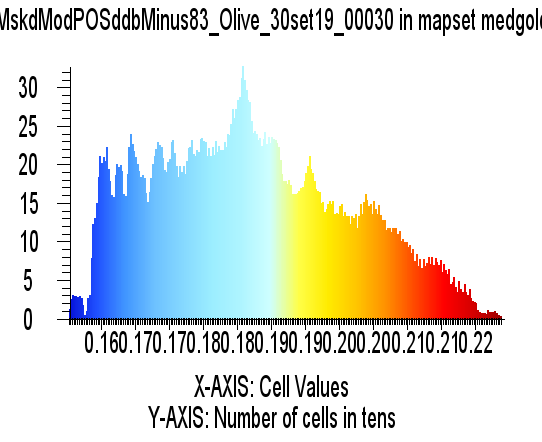 MskdModPOSddbMinus83_Olive_30set19_00030 in mapset medgold
30
25
20
15
10
5
0
0.160.170.170.180.180.190.190.200.200.210.210.22
X-AXIS: Cell Values
Y-AXIS: Number of cells in tens